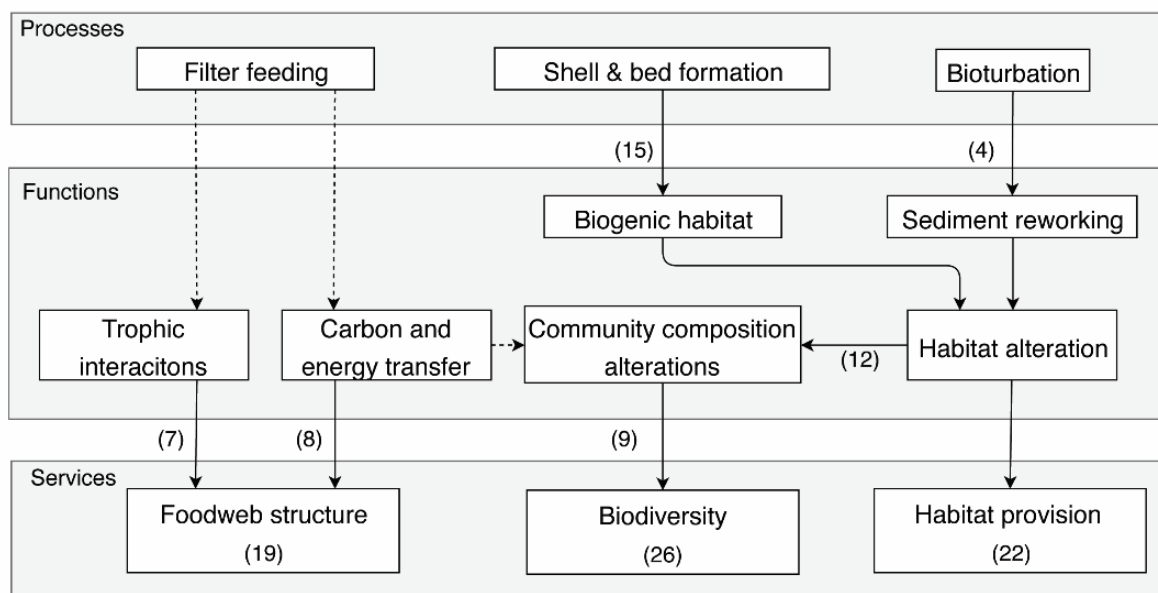 Processes
Filter feeding
Shell & bed formation
Bioturbation
(15)
(4)
Functions
Biogenic habitat
Sediment reworking
Trophic
interacitons
Carbon and
energy transfer
Community composition
alterations
Habitat alteration
(12)
(7)
(8)
(9)
Services
Foodweb structure
(19)
Biodiversity
(26)
Habitat provision
(22)